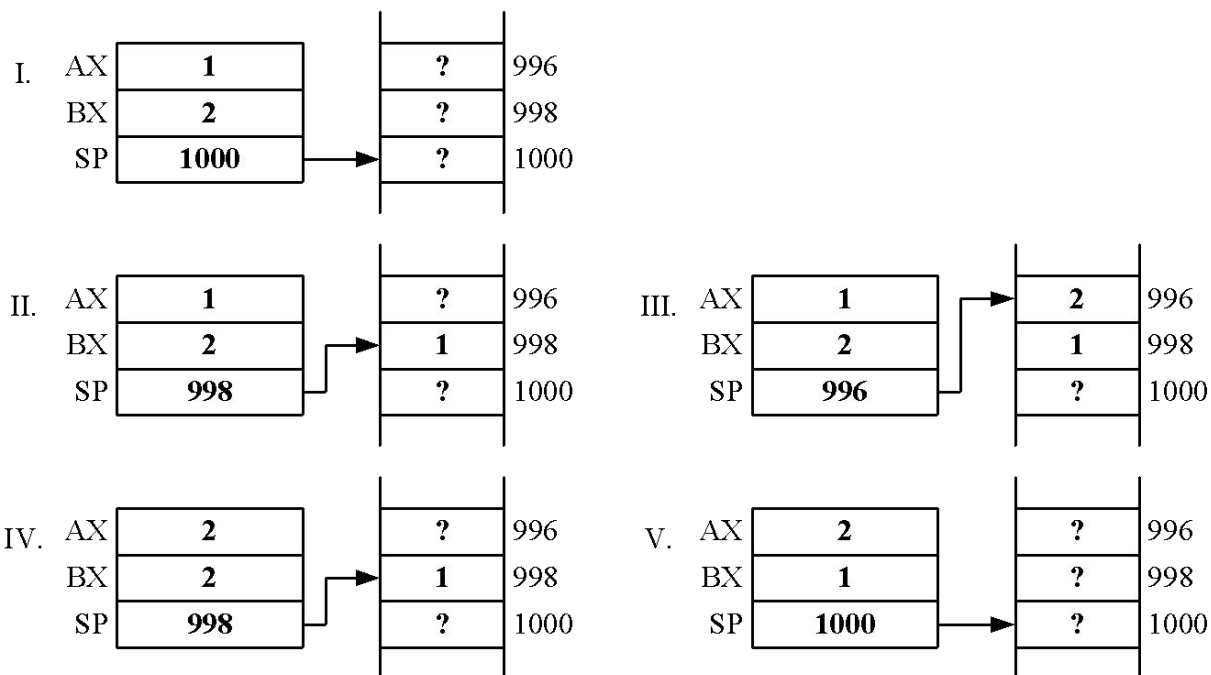 I. AX 1 ? 996
BX 2 ? 998
SP 1000 ? 1000
II. AX 1 ? 996
BX 2 1 998
SP 998 ? 1000
III. AX 1 2 996
BX 2 1 998
SP 996 ? 1000
IV. AX 2 ? 996
BX 2 1 998
SP 998 ? 1000
V. AX 2 ? 996
BX 1 ? 998
SP 1000 ? 1000